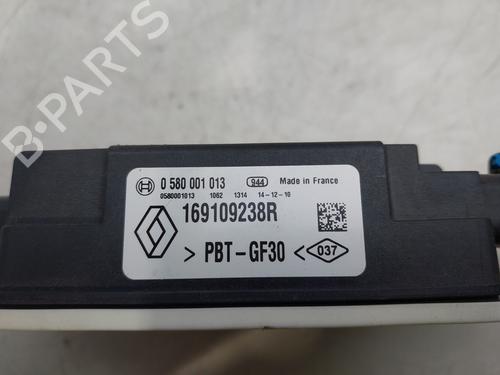 B-PARTS
BOSCH 0 580 001 013 944 Made in France
0580001013 1062 1314 14-12-10
169109238R
> PBT-GF30 < 037